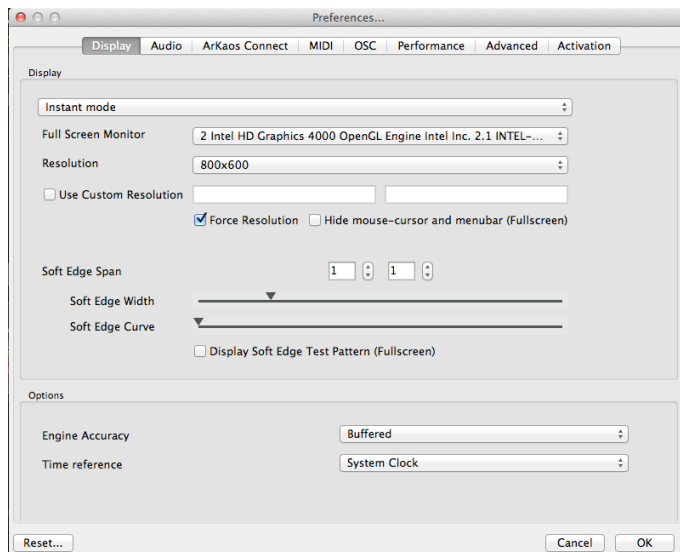 Preferences...
Display Audio ArKaos Connect MIDI OSC Performance Advanced Activation
Display
Instant mode
Full Screen Monitor 2 Intel HD Graphics 4000 OpenGL Engine Intel Inc. 2.1 INTEL-...
Resolution 800x600
Use Custom Resolution
Force Resolution Hide mouse-cursor and menubar (Fullscreen)
Soft Edge Span 1 1
Soft Edge Width
Soft Edge Curve
Display Soft Edge Test Pattern (Fullscreen)
Options
Engine Accuracy Buffered
Time reference System Clock
Reset... Cancel OK